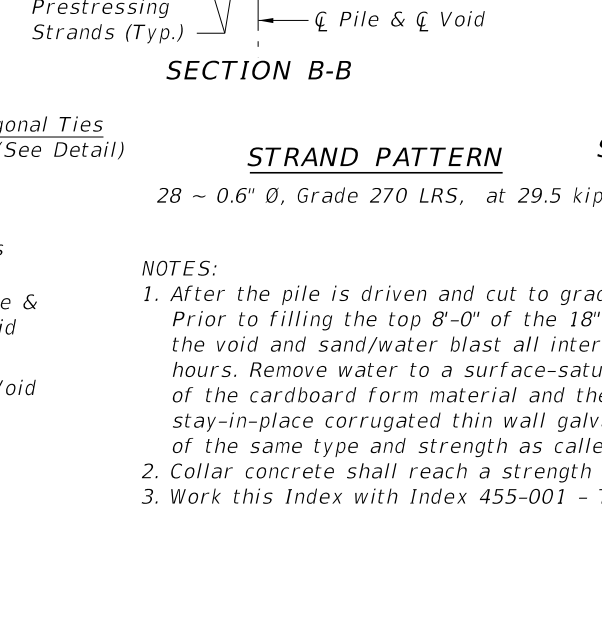 Prestressing
Strands (Typ.)
℄ Pile & ℄ Void
SECTION B-B
gonal Ties
(See Detail)
STRAND PATTERN
28 ~ 0.6" Ø, Grade 270 LRS, at 29.5 kip
s
e &
id
Void
NOTES:
1. After the pile is driven and cut to grad
Prior to filling the top 8'-0" of the 18"
the void and sand/water blast all inter
hours. Remove water to a surface-satu
of the cardboard form material and the
stay-in-place corrugated thin wall galv
of the same type and strength as calle
2. Collar concrete shall reach a strength
3. Work this Index with Index 455-001 -